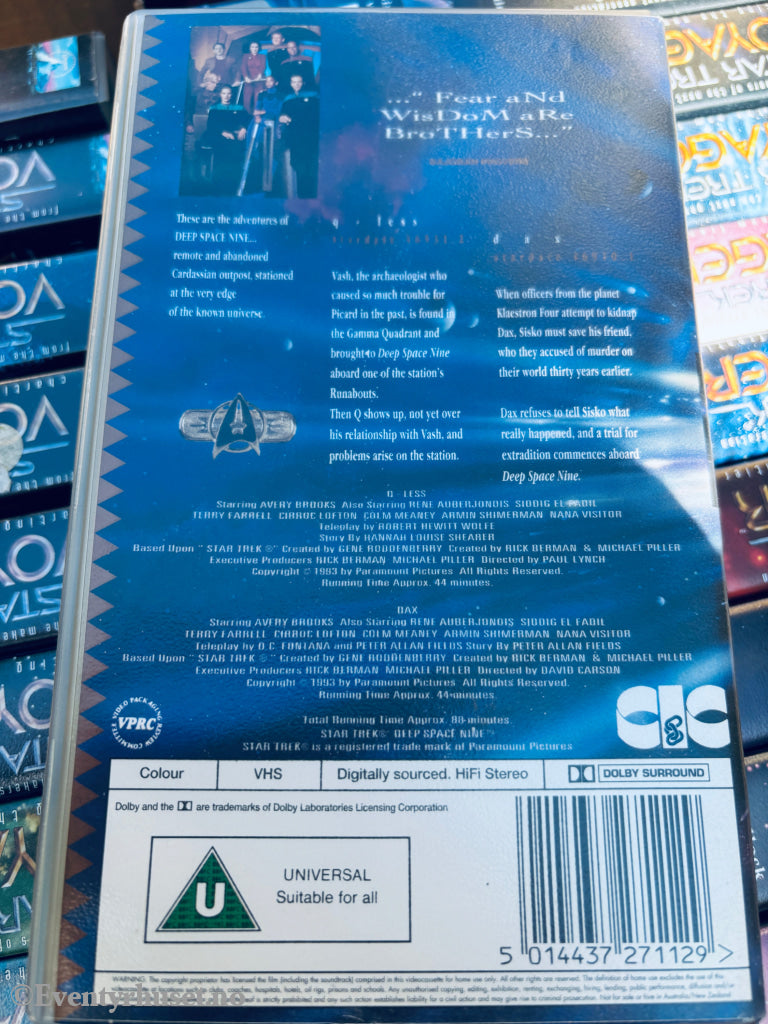 ..." Fear aNd
WisDoM aRe
BroTHerS..."
These are the adventures of
DEEP SPACE NINE...
remote and abandoned
Cardassian outpost, stationed
at the very edge
of the known universe.
q - less
Vash, the archaeologist who
caused so much trouble for
Picard in the past, is found in
the Gamma Quadrant and
brought to Deep Space Nine
aboard one of the station's
Runabouts.
Then Q shows up, not yet over
his relationship with Vash, and
problems arise on the station.
dax
When officers from the planet
Klaestron Four attempt to kidnap
Dax, Sisko must save his friend,
who they accused of murder on
their world thirty years earlier.
Dax refuses to tell Sisko what
really happened, and a trial for
extradition commences aboard
Deep Space Nine.
Q - LESS
Starring AVERY BROOKS Also Starring RENE AUBERJONOIS SIDDIG EL FADIL
TERRY FARRELL CIRROC LOFTON COLM MEANEY ARMIN SHIMERMAN NANA VISITOR
Teleplay by ROBERT HEWITT WOLFE
Story By HANNAH LOUISE SHEARER
Based Upon " STAR TREK ®" Created by GENE RODDENBERRY Created by RICK BERMAN & MICHAEL PILLER
Executive Producers RICK BERMAN MICHAEL PILLER Directed by PAUL LYNCH
Copyright © 1993 by Paramount Pictures All Rights Reserved.
Running Time Approx. 44 minutes.
DAX
Starring AVERY BROOKS Also Starring RENE AUBERJONOIS SIDDIG EL FADIL
TERRY FARRELL CIRROC LOFTON COLM MEANEY ARMIN SHIMERMAN NANA VISITOR
Teleplay by D.C. FONTANA and PETER ALLAN FIELDS Story By PETER ALLAN FIELDS
Based Upon " STAR TREK ® " Created by GENE RODDENBERRY Created by RICK BERMAN & MICHAEL PILLER
Executive Producers RICK BERMAN MICHAEL PILLER Directed by DAVID CARSON
Copyright © 1993 by Paramount Pictures All Rights Reserved.
Running Time Approx. 44-minutes.
Total Running Time Approx. 88-minutes.
STAR TREK® DEEP SPACE NINE™
STAR TREK® is a registered trade mark of Paramount Pictures
VIDEO PACKAGING REVIEW COMMITTEE
VPRC
CIC
Colour
VHS
Digitally sourced. HiFi Stereo
DOLBY SURROUND
Dolby and the DD are trademarks of Dolby Laboratories Licensing Corporation
U
UNIVERSAL
Suitable for all
5 014437 271129 >
©Eventyrhuset.no